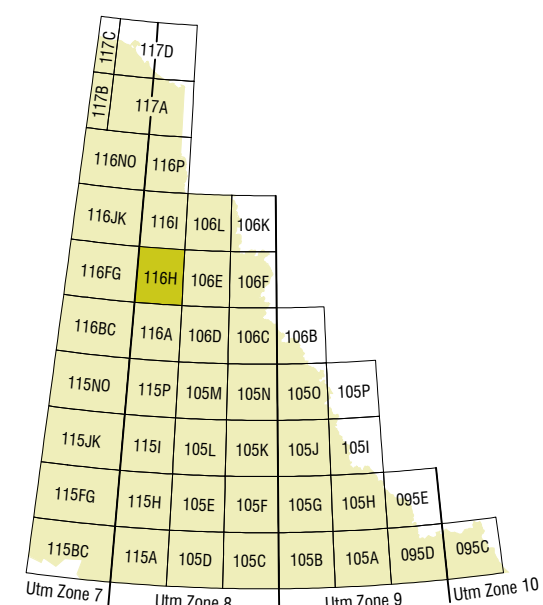 117C 117D
117B 117A
116NO 116P
116JK 116I 106L 106K
116FG 116H 106E 106F
116BC 116A 106D 106C 106B
115NO 115P 105M 105N 105O 105P
115JK 115I 105L 105K 105J 105I
115FG 115H 105E 105F 105G 105H 095E
115BC 115A 105D 105C 105B 105A 095D 095C
Utm Zone 7 Utm Zone 8 Utm Zone 9 Utm Zone 10